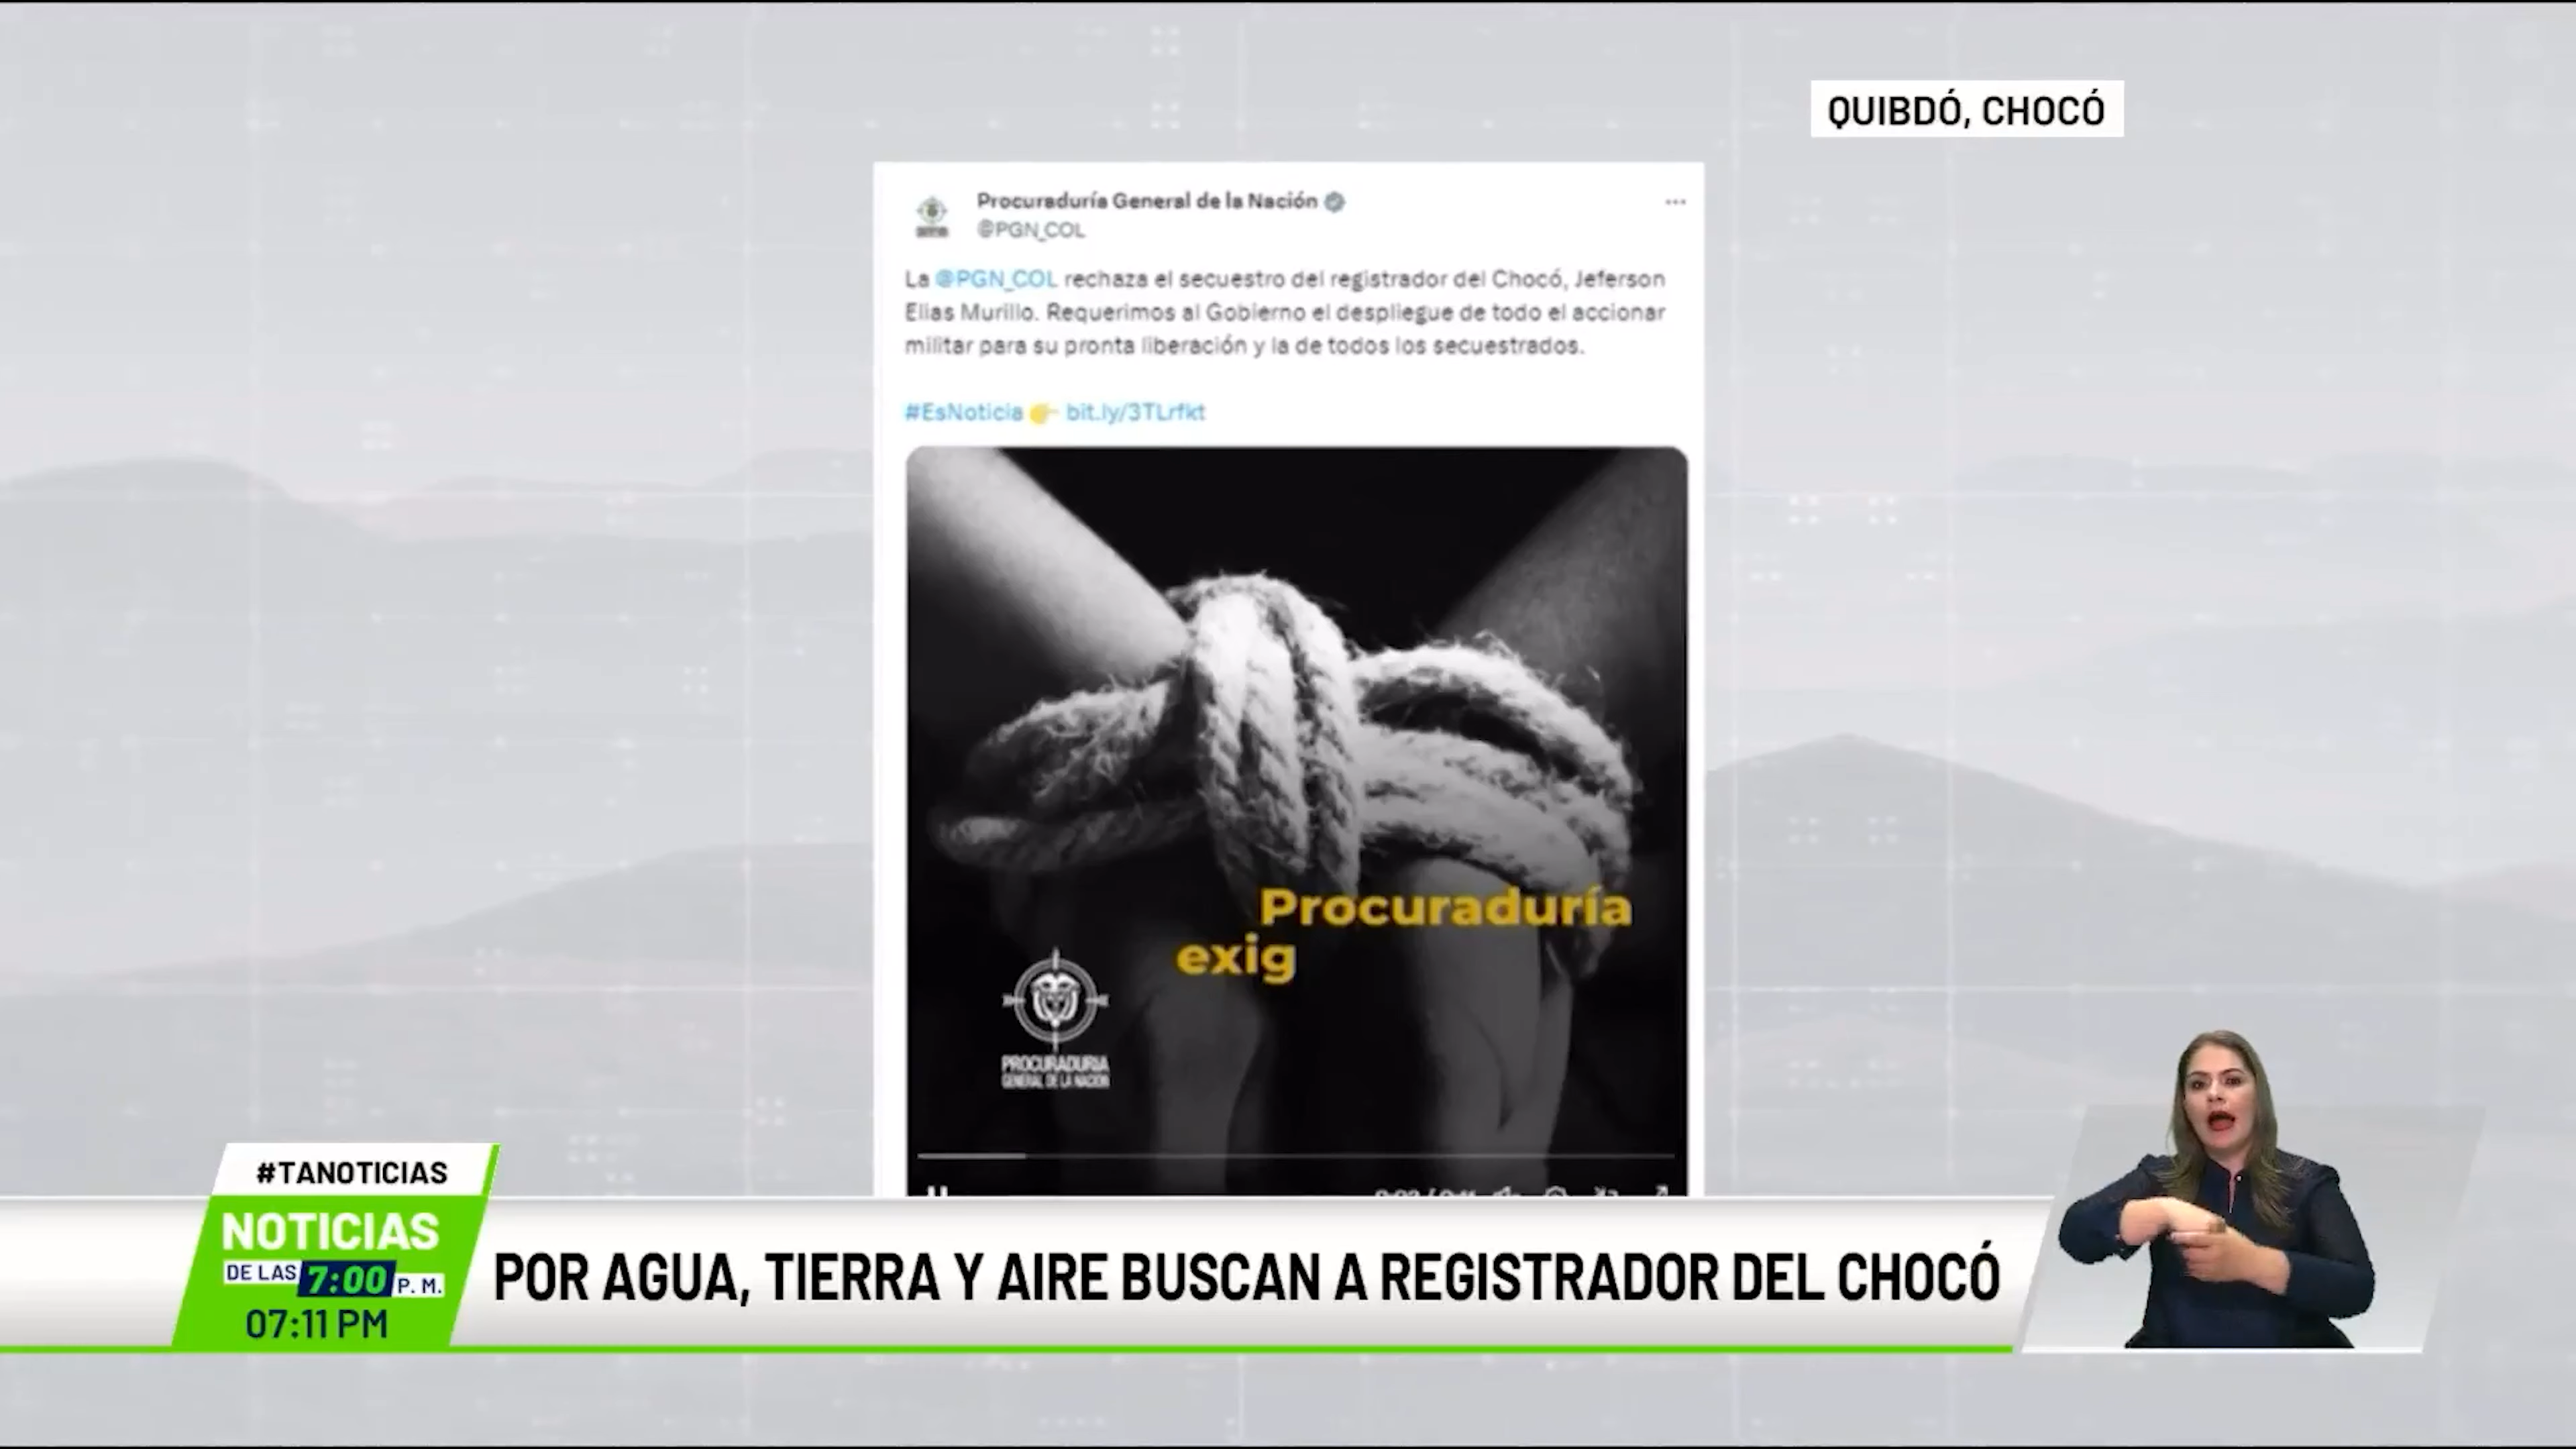 QUIBDÓ, CHOCÓ
Procuraduría General de la Nación
@PGN_COL
La @PGN_COL rechaza el secuestro del registrador del Chocó, Jeferson
Elias Murillo. Requerimos al Gobierno el despliegue de todo el accionar
militar para su pronta liberación y la de todos los secuestrados.
#EsNoticia 👉 bit.ly/3TLrfkt
Procuraduría
exig
PROCURADURIA
GENERAL DE LA NACION
#TANOTICIAS
NOTICIAS
DE LAS 7:00 P. M.
07:11 PM
POR AGUA, TIERRA Y AIRE BUSCAN A REGISTRADOR DEL CHOCÓ